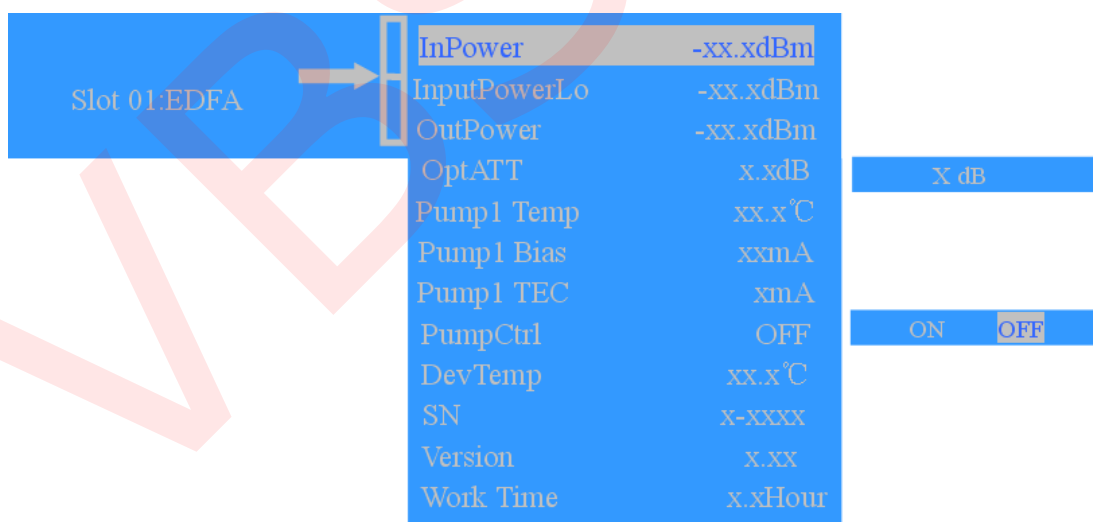 Slot 01:EDFA
InPower -xx.xdBm
InputPowerLo -xx.xdBm
OutPower -xx.xdBm
OptATT x.xdB
X dB
Pump1 Temp xx.x℃
Pump1 Bias xxmA
Pump1 TEC xmA
PumpCtrl OFF
ON OFF
DevTemp xx.x℃
SN x-xxxx
Version x.xx
Work Time x.xHour